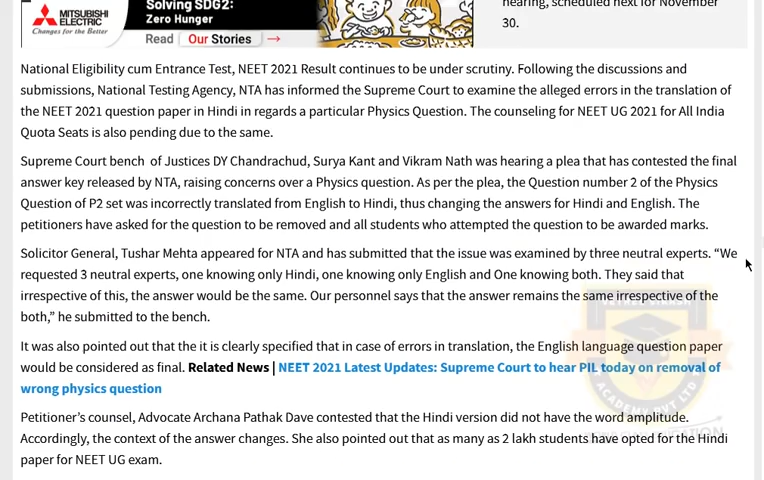 MITSUBISHI
ELECTRIC
Changes for the Better
Solving SDG2:
Zero Hunger
Read Our Stories →
hearing, scheduled next for November
30.
National Eligibility cum Entrance Test, NEET 2021 Result continues to be under scrutiny. Following the discussions and
submissions, National Testing Agency, NTA has informed the Supreme Court to examine the alleged errors in the translation of
the NEET 2021 question paper in Hindi in regards a particular Physics Question. The counseling for NEET UG 2021 for All India
Quota Seats is also pending due to the same.
Supreme Court bench of Justices DY Chandrachud, Surya Kant and Vikram Nath was hearing a plea that has contested the final
answer key released by NTA, raising concerns over a Physics question. As per the plea, the Question number 2 of the Physics
Question of P2 set was incorrectly translated from English to Hindi, thus changing the answers for Hindi and English. The
petitioners have asked for the question to be removed and all students who attempted the question to be awarded marks.
Solicitor General, Tushar Mehta appeared for NTA and has submitted that the issue was examined by three neutral experts. “We
requested 3 neutral experts, one knowing only Hindi, one knowing only English and One knowing both. They said that
irrespective of this, the answer would be the same. Our personnel says that the answer remains the same irrespective of the
both,” he submitted to the bench.
It was also pointed out that the it is clearly specified that in case of errors in translation, the English language question paper
would be considered as final. Related News | NEET 2021 Latest Updates: Supreme Court to hear PIL today on removal of
wrong physics question
Petitioner’s counsel, Advocate Archana Pathak Dave contested that the Hindi version did not have the word amplitude.
Accordingly, the context of the answer changes. She also pointed out that as many as 2 lakh students have opted for the Hindi
paper for NEET UG exam.
ACADEMY PVT LTD